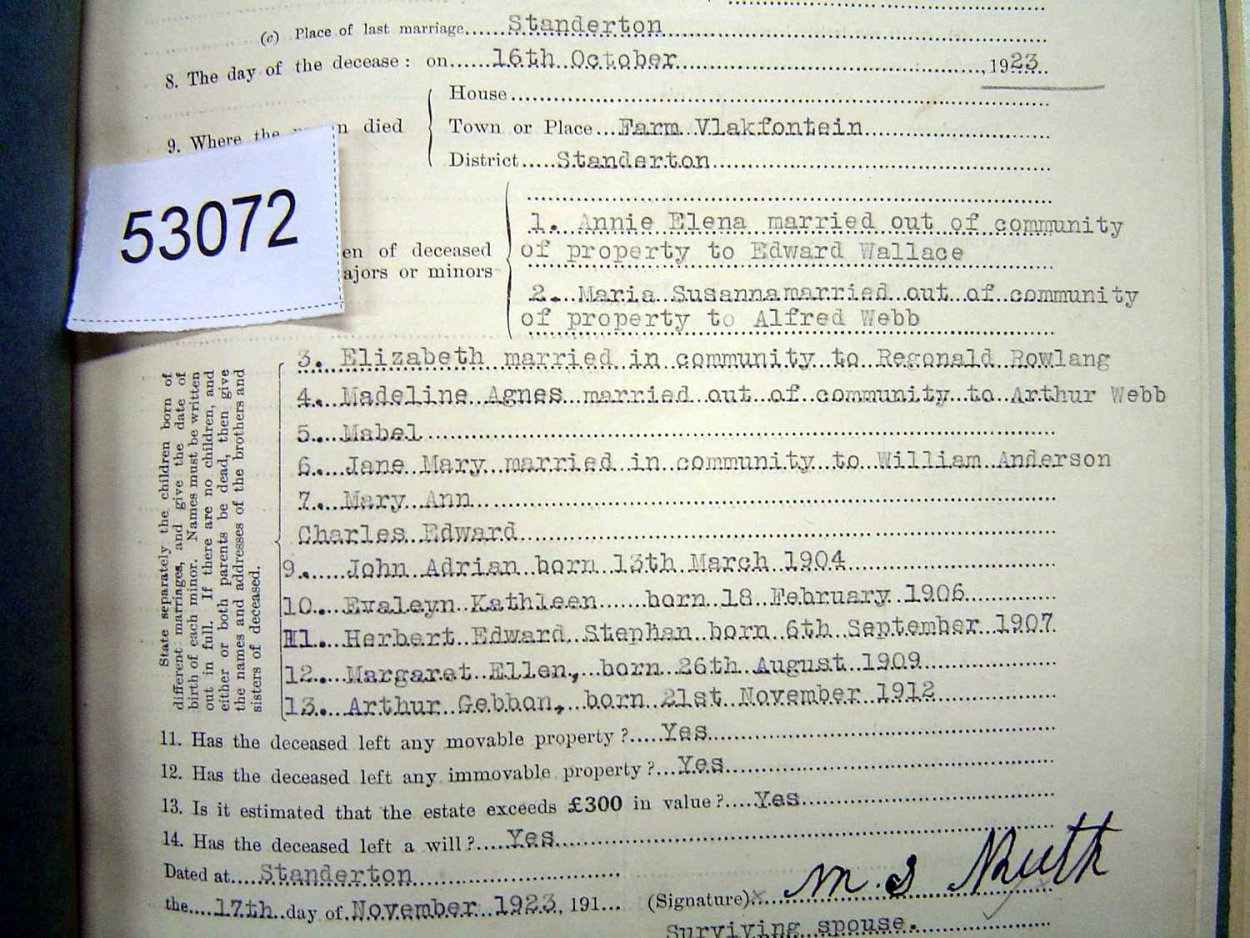 (c) Place of last marriage.....Standerton
8. The day of the decease: on.....16th October, 1923
9. Where the n died
House
Town or Place...Farm Vlakfontein
District....Standerton
53072
en of deceased
ajors or minors
1. Annie Elena married out of community
of property to Edward Wallace
2. Maria Susannamarried out of community
of property to Alfred Webb
State separately the children born of
different marriages, and give the date of
birth of each minor. Names must be written
out in full. If there are no children, and
either or both parents be dead, then give
the names and addresses of the brothers and
sisters of deceased.
3. Elizabeth married in community to Regonald Rowlang
4. Madeline Agnes married out of community to Arthur Webb
5. Mabel
6. Jane Mary married in community to William Anderson
7. Mary Ann
Charles Edward
9. John Adrian born 13th March 1904
10. Evaleyn Kathleen born 18 February 1906
11. Herbert Edward Stephan born 6th September 1907
12. Margaret Ellen, born 26th August 1909
13. Arthur Gebbon, born 21st November 1912
11. Has the deceased left any movable property?....Yes
12. Has the deceased left any immovable property?...Yes
13. Is it estimated that the estate exceeds £300 in value?....Yes
14. Has the deceased left a will?....Yes
Dated at....Standerton
the....17th day of November 1923, 191... (Signature) M. S
Surviving spouse.